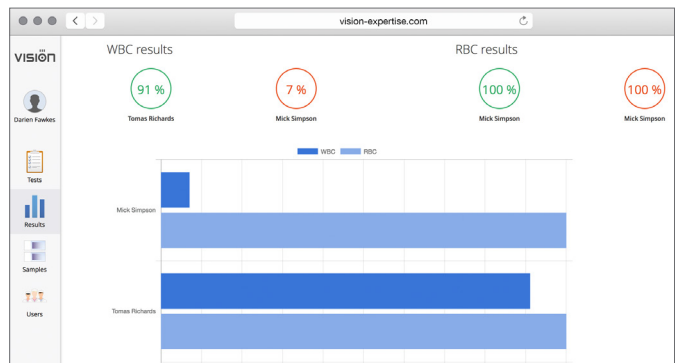 vision-expertise.com
VISION
WBC results
RBC results
91 %
7 %
100 %
100 %
Tomas Richards
Mick Simpson
Mick Simpson
Mick Simpson
Darien Fawkes
Tests
Results
Samples
Users
WBC
RBC
Mick Simpson
Tomas Richards